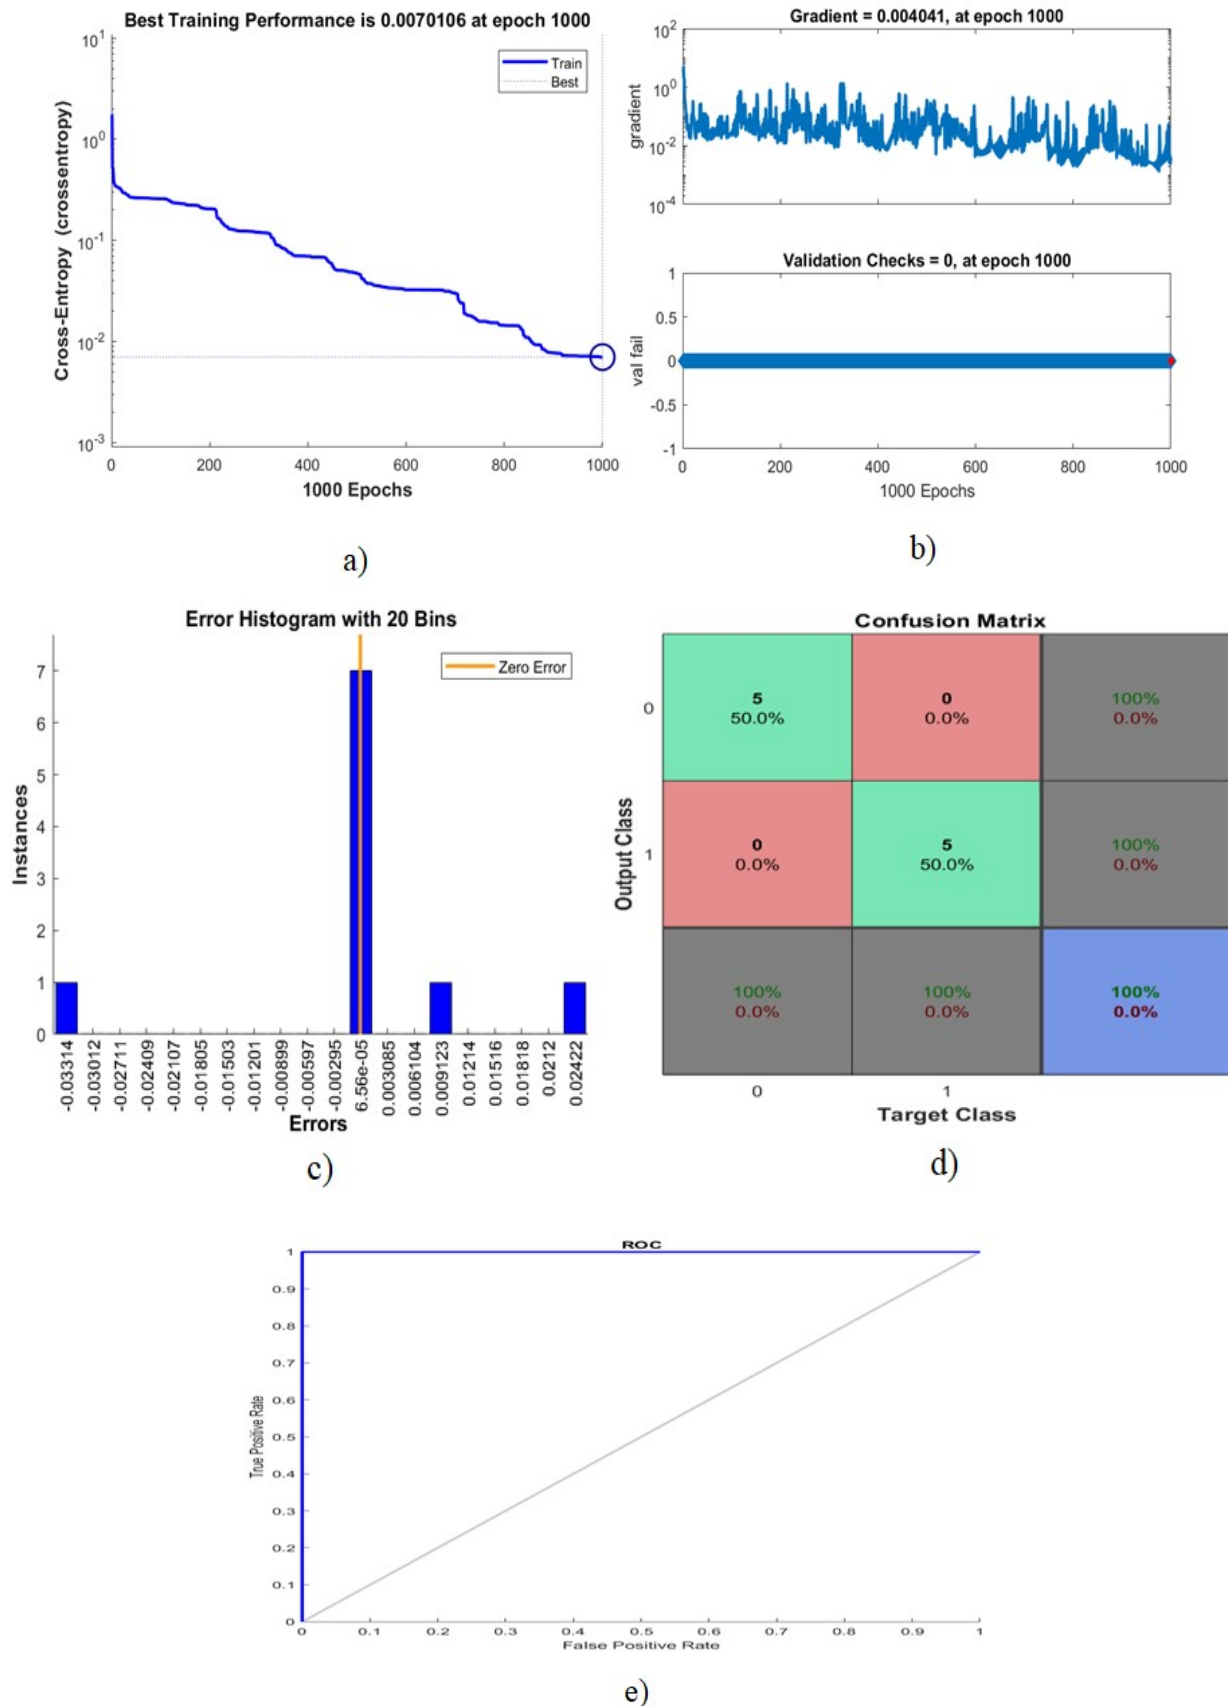 Best Training Performance is 0.0070106 at epoch 1000
10^1
10^0
10^-1
10^-2
10^-3
Cross-Entropy (crossentropy)
Train
Best
0 200 400 600 800 1000
1000 Epochs
a)
Gradient = 0.004041, at epoch 1000
10^2
10^0
10^-2
10^-4
gradient
Validation Checks = 0, at epoch 1000
1
0.5
0
-0.5
-1
val fail
0 200 400 600 800 1000
1000 Epochs
b)
Error Histogram with 20 Bins
Zero Error
7
6
5
4
3
2
1
0
Instances
-0.03314
-0.03012
-0.02711
-0.02409
-0.02107
-0.01805
-0.01503
-0.01201
-0.00899
-0.00597
-0.00295
6.56e-05
0.003085
0.006104
0.009123
0.01214
0.01516
0.01818
0.0212
0.02422
Errors
c)
Confusion Matrix
0
5 0 100%
50.0% 0.0% 0.0%
1
0 5 100%
0.0% 50.0% 0.0%
100% 100% 100%
0.0% 0.0% 0.0%
0 1
Output Class
Target Class
d)
ROC
1
0.9
0.8
0.7
0.6
0.5
0.4
0.3
0.2
0.1
0
True Positive Rate
0 0.1 0.2 0.3 0.4 0.5 0.6 0.7 0.8 0.9 1
False Positive Rate
e)